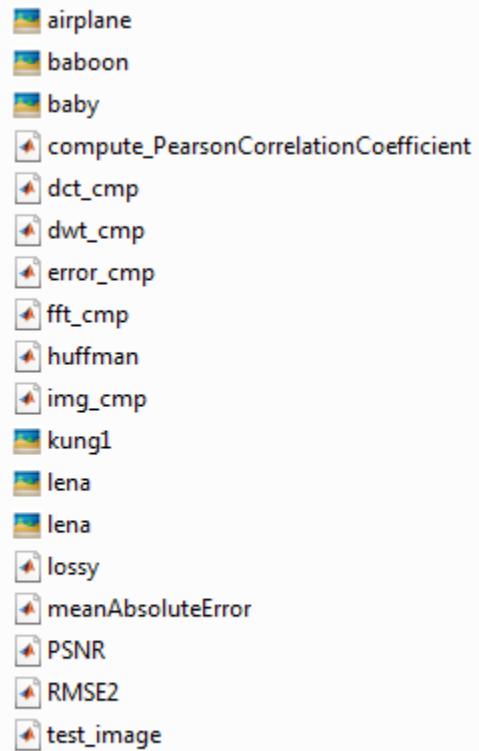 airplane
baboon
baby
compute_PearsonCorrelationCoefficient
dct_cmp
dwt_cmp
error_cmp
fft_cmp
huffman
img_cmp
kung1
lena
lena
lossy
meanAbsoluteError
PSNR
RMSE2
test_image